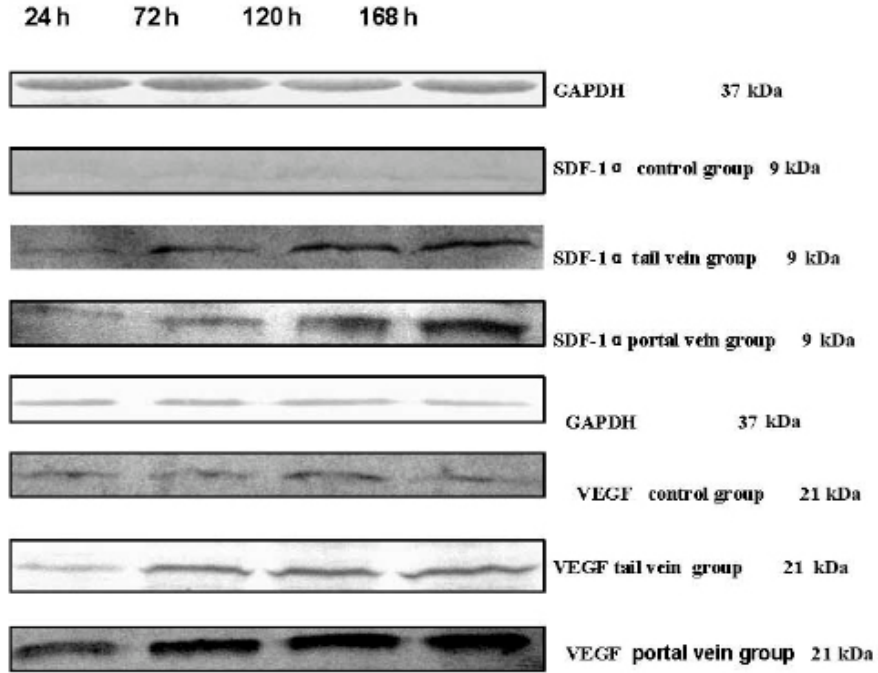 24 h 72 h 120 h 168 h
GAPDH 37 kDa
SDF-1α control group 9 kDa
SDF-1α tail vein group 9 kDa
SDF-1α portal vein group 9 kDa
GAPDH 37 kDa
VEGF control group 21 kDa
VEGF tail vein group 21 kDa
VEGF portal vein group 21 kDa